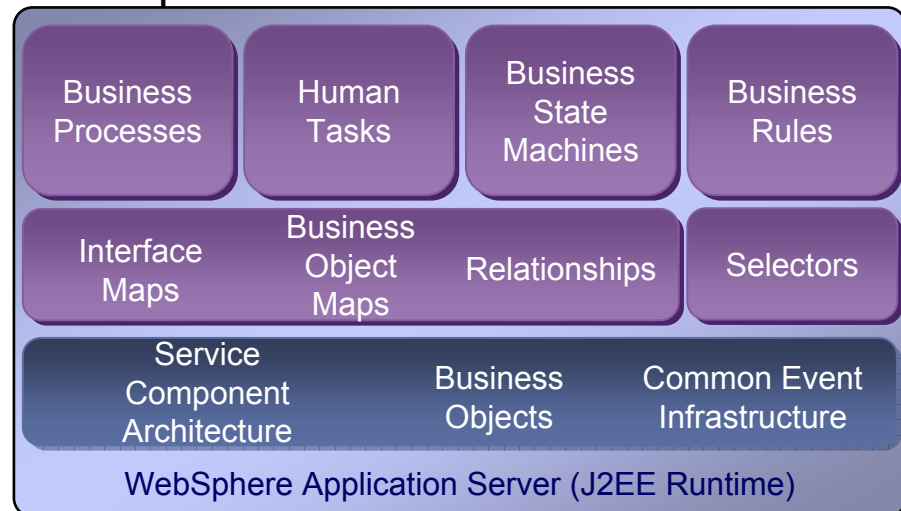 Business
Processes
Human
Tasks
Business
State
Machines
Business
Rules
Interface
Maps
Business
Object
Maps
Relationships
Selectors
Service
Component
Architecture
Business
Objects
Common Event
Infrastructure
WebSphere Application Server (J2EE Runtime)